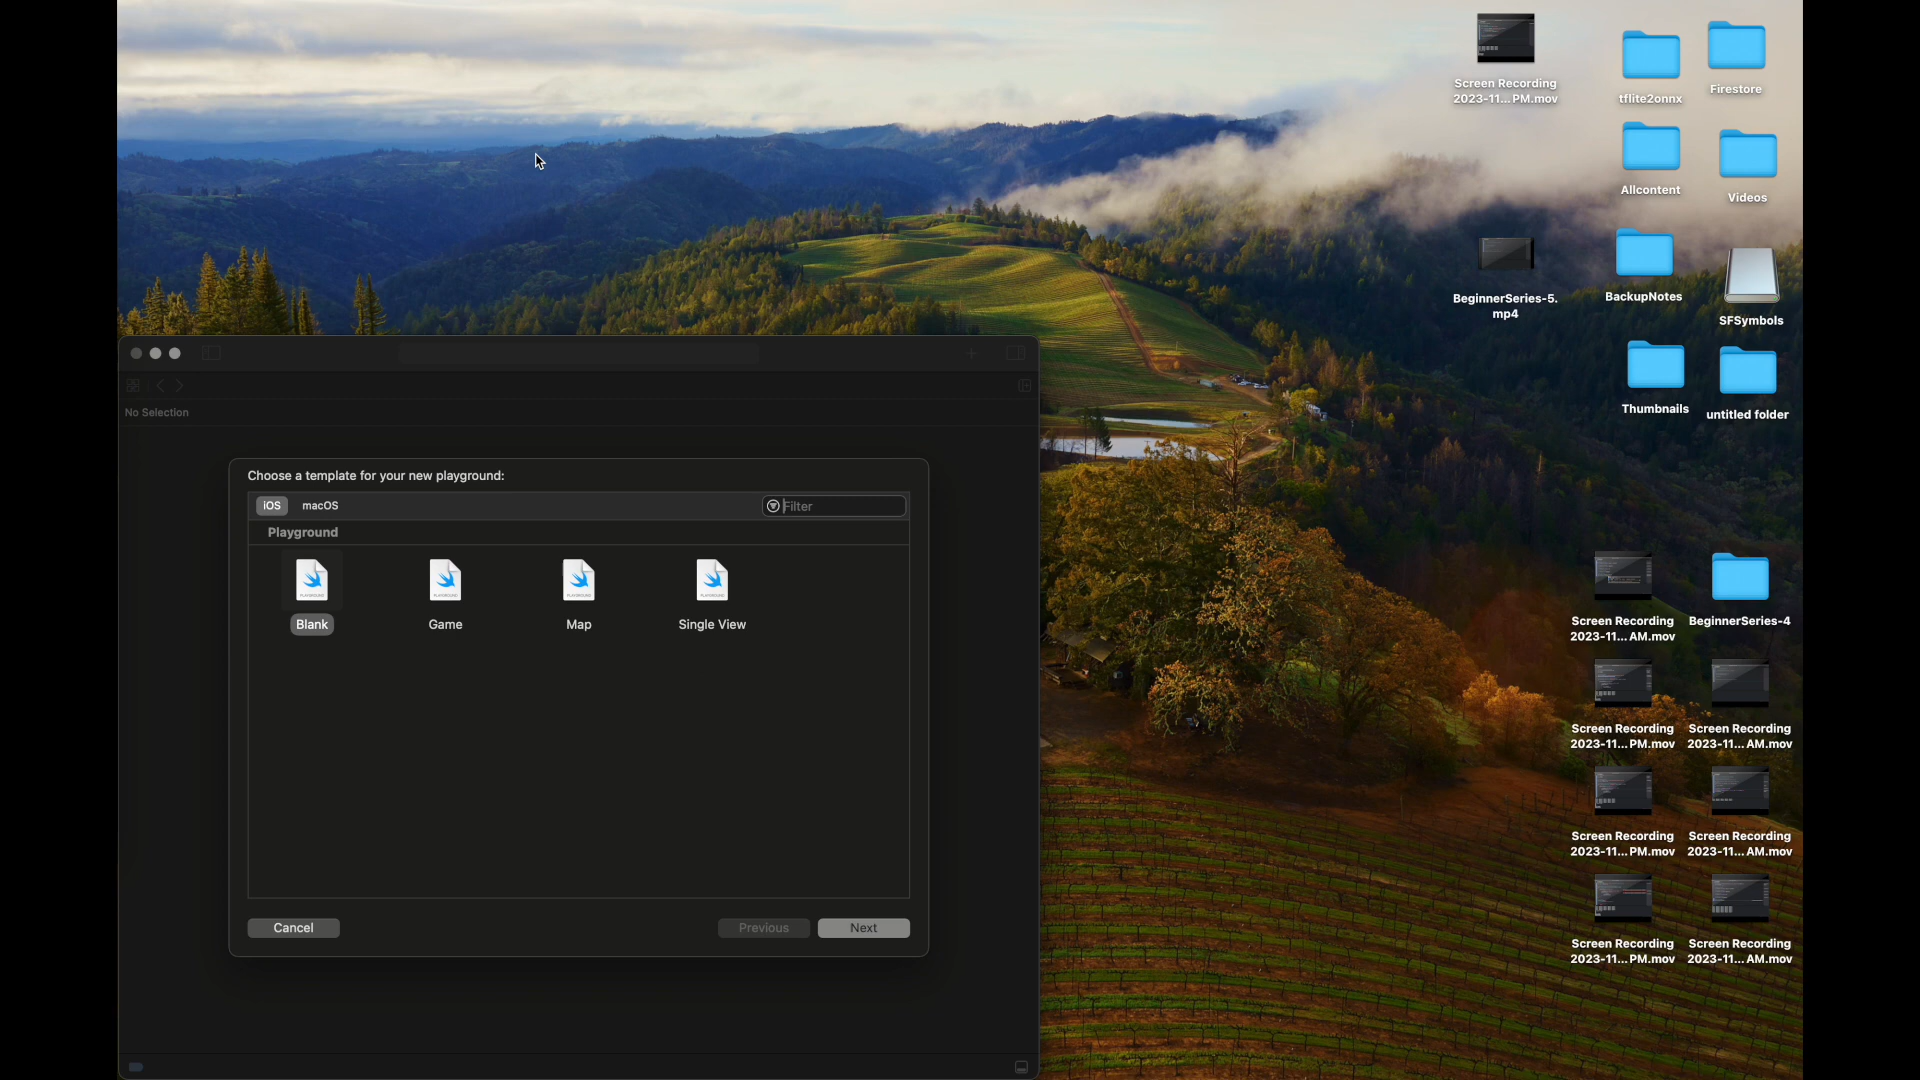 Screen Recording
2023-11... PM.mov
tflite2onnx
Firestore
Allcontent
Videos
BeginnerSeries-5.
mp4
BackupNotes
SFSymbols
Thumbnails
untitled folder
No Selection
Choose a template for your new playground:
iOS
macOS
Filter
Playground
Blank
Game
Map
Single View
Cancel
Previous
Next
Screen Recording
2023-11... AM.mov
BeginnerSeries-4
Screen Recording
2023-11... PM.mov
Screen Recording
2023-11... AM.mov
Screen Recording
2023-11... PM.mov
Screen Recording
2023-11... AM.mov
Screen Recording
2023-11... PM.mov
Screen Recording
2023-11... AM.mov